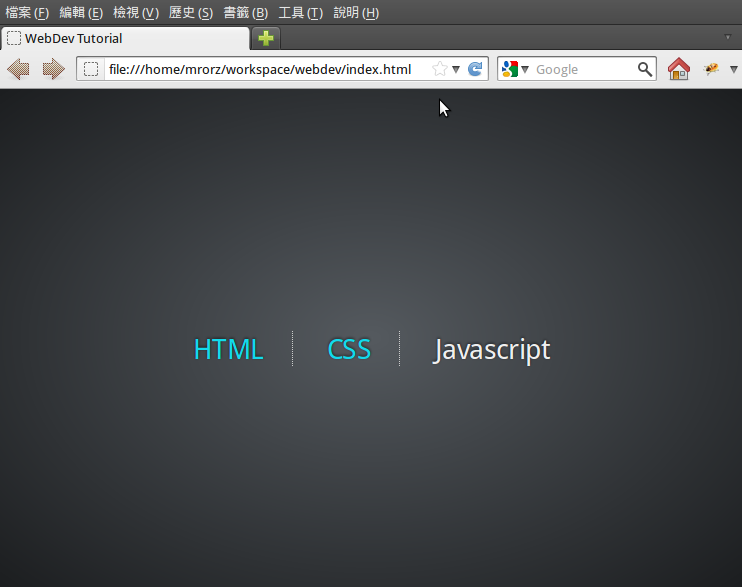 檔案(F) 編輯(E) 檢視(V) 歷史(S) 書籤(B) 工具(T) 說明(H)
WebDev Tutorial
file:///home/mrorz/workspace/webdev/index.html Google
HTML CSS Javascript